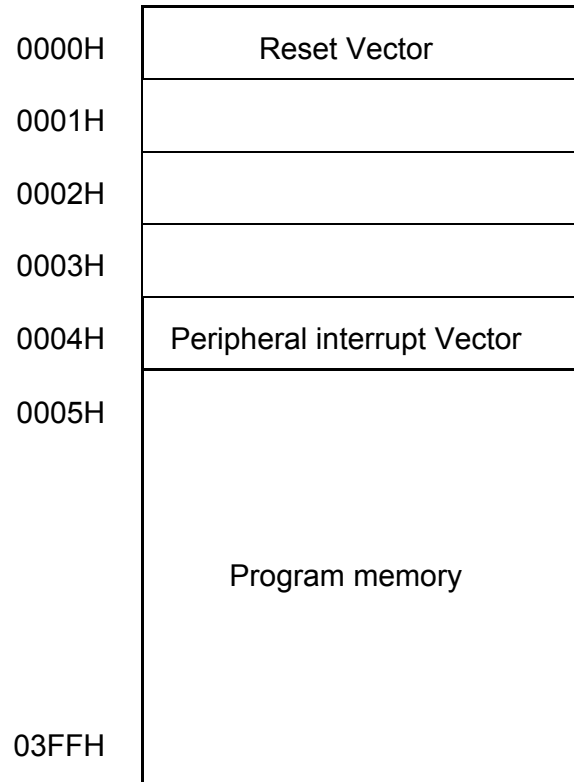 0000H Reset Vector
0001H
0002H
0003H
0004H Peripheral interrupt Vector
0005H
Program memory
03FFH